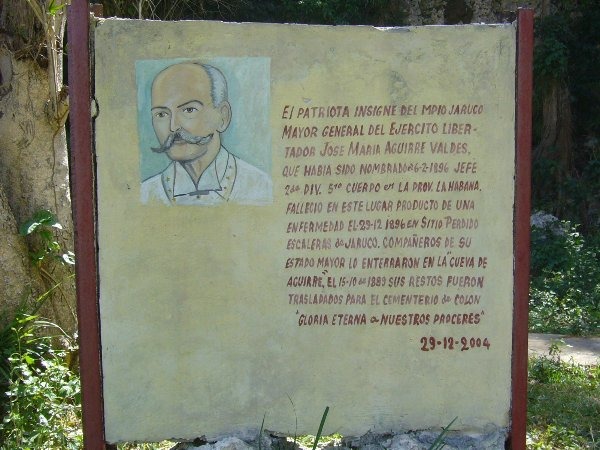 El PATRIOTA INSIGNE DEL MPIO JARUCO
MAYOR GENERAL DEL EJERCITO LIBER-
TADOR JOSE MARIA AGUIRRE VALDES,
QUE HABIA SIDO NOMBRADO a 6-2-1896 JEFE
2da DIV. 5TO CUERPO en LA PROV. LA HABANA.
FALLECIO EN ESTE LUGAR PRODUCTO DE UNA
ENFERMEDAD EL 29-12 1896 EN SITIO PERDIDO
ESCALERAS de JARUCO. COMPAÑEROS DE SU
ESTADO MAYOR LO ENTERRARON EN LA "CUEVA DE
AGUIRRE", EL 15-10 de 1889 SUS RESTOS FUERON
TRASLADADOS PARA EL CEMENTERIO de COLON
"GLORIA ETERNA a NUESTROS PROCERES"
29-12-2004